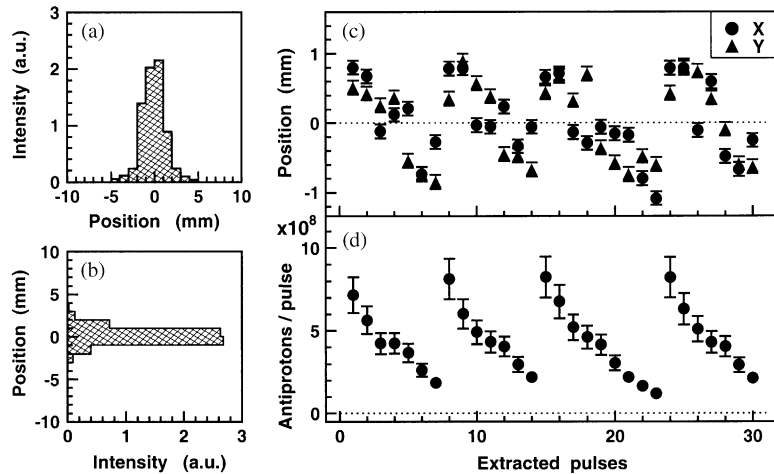 (a)
Intensity (a.u.)
3
2
1
0
-10 -5 0 5 10
Position (mm)
(b)
Position (mm)
10
5
0
-5
-10
0 1 2 3
Intensity (a.u.)
(c)
X
Y
Position (mm)
1
0
-1
×10⁸
(d)
Antiprotons / pulse
10
5
0
0 10 20 30
Extracted pulses